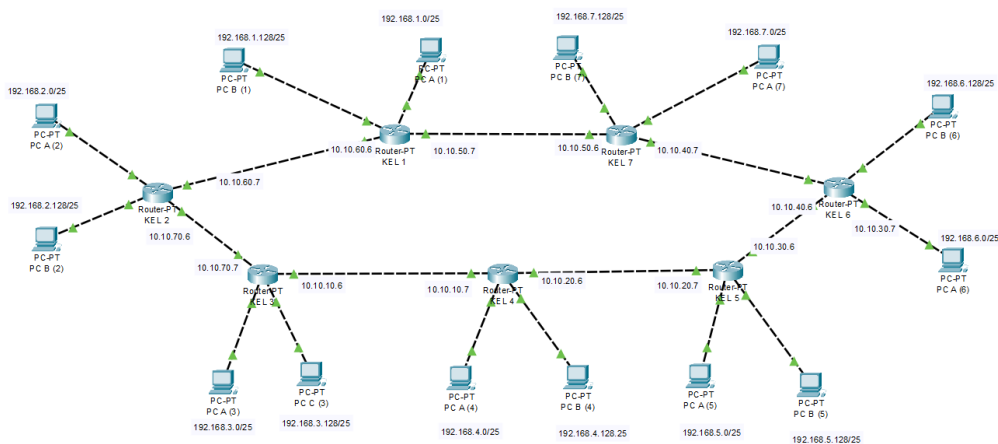 192.168.1.0/25
192.168.7.128/25
192.168.1.128/25
192.168.7.0/25
PC-PT
PC B (1)
PC-PT
PC A (1)
PC-PT
PC B (7)
PC-PT
PC A (7)
192.168.2.0/25
192.168.6.128/25
PC-PT
PC A (2)
PC-PT
PC B (6)
10.10.60.6
Router-PT
KEL 1
10.10.50.7
10.10.50.6
Router-PT
KEL 7
10.10.40.7
10.10.60.7
192.168.2.128/25
Router-PT
KEL 2
Router-PT
KEL 6
10.10.40.6
10.10.30.7
PC-PT
PC B (2)
10.10.70.6
192.168.6.0/25
10.10.30.6
PC-PT
PC A (6)
10.10.70.7
Router-PT
KEL 3
10.10.10.6
10.10.10.7
Router-PT
KEL 4
10.10.20.6
10.10.20.7
Router-PT
KEL 5
PC-PT
PC A (3)
PC-PT
PC C (3)
PC-PT
PC A (4)
PC-PT
PC B (4)
PC-PT
PC A (5)
PC-PT
PC B (5)
192.168.3.0/25
192.168.3.128/25
192.168.4.0/25
192.168.4.128.25
192.168.5.0/25
192.168.5.128/25